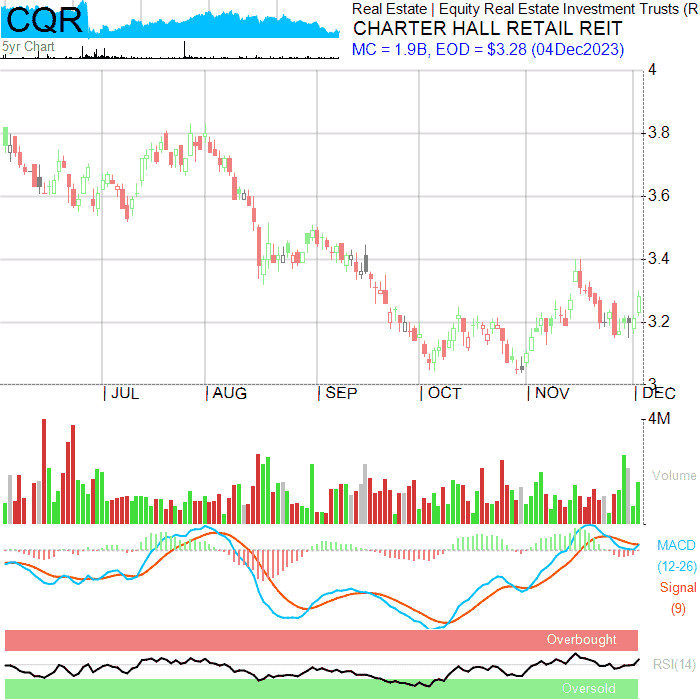 CQR
Real Estate | Equity Real Estate Investment Trusts (R
CHARTER HALL RETAIL REIT
5yr Chart
MC = 1.9B, EOD = $3.28 (04Dec2023)
4
3.8
3.6
3.4
3.2
3
JUL AUG SEP OCT NOV DEC
4M
Volume
MACD
(12-26)
Signal
(9)
Overbought
RSI(14)
Oversold